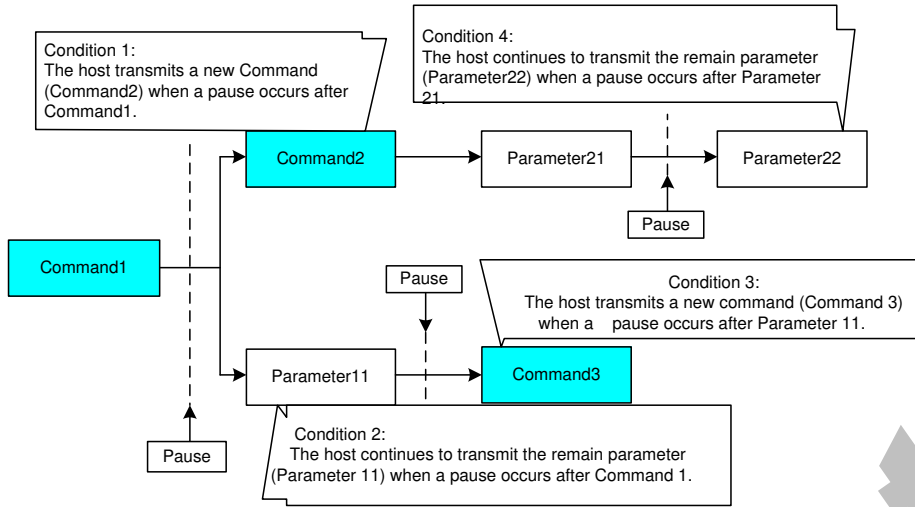 Condition 1:
The host transmits a new Command
(Command2) when a pause occurs after
Command1.
Condition 4:
The host continues to transmit the remain parameter
(Parameter22) when a pause occurs after Parameter
21.
Command2
Parameter21
Parameter22
Pause
Command1
Pause
Condition 3:
The host transmits a new command (Command 3)
when a pause occurs after Parameter 11.
Parameter11
Command3
Pause
Condition 2:
The host continues to transmit the remain parameter
(Parameter 11) when a pause occurs after Command 1.